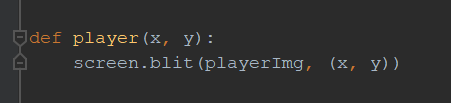 def player(x, y):
    screen.blit(playerImg, (x, y))